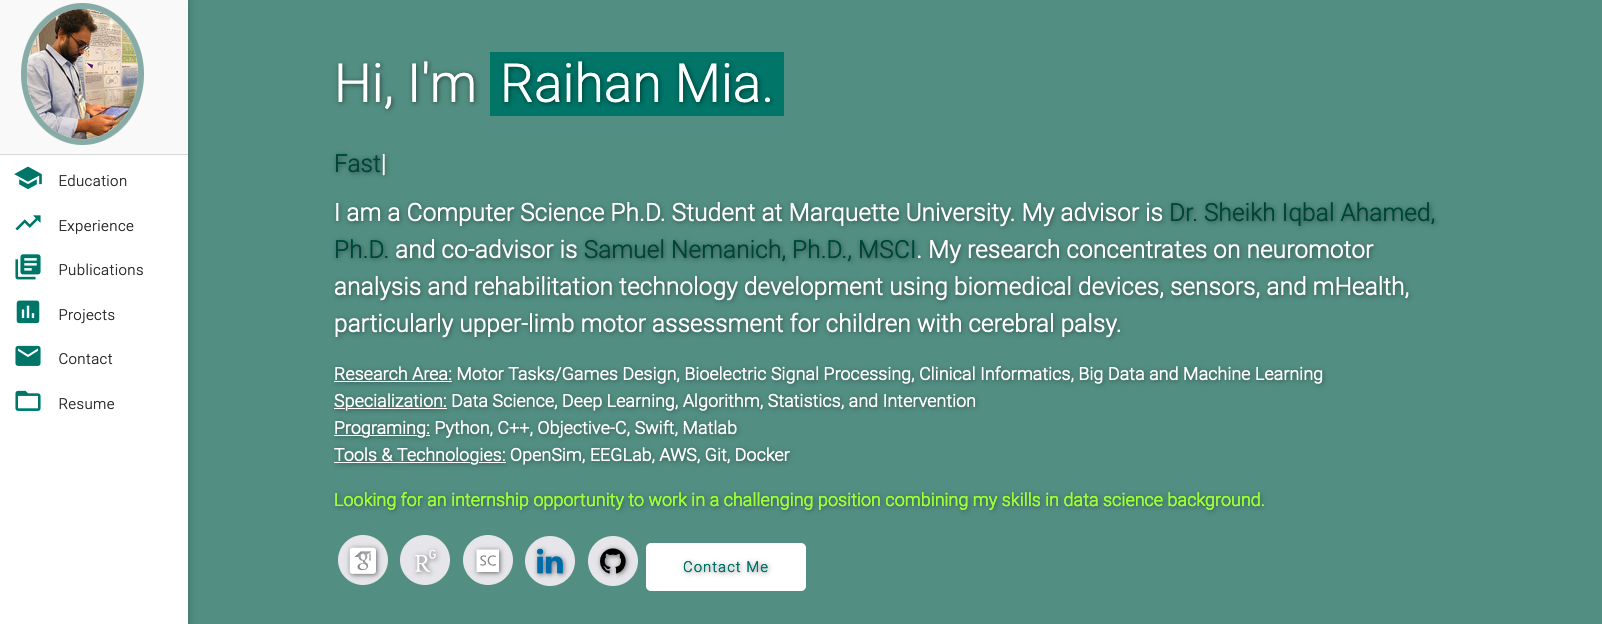 Education
Experience
Publications
Projects
Contact
Resume
Hi, I'm Raihan Mia.
Fast|
I am a Computer Science Ph.D. Student at Marquette University. My advisor is Dr. Sheikh Iqbal Ahamed,
Ph.D. and co-advisor is Samuel Nemanich, Ph.D., MSCI. My research concentrates on neuromotor
analysis and rehabilitation technology development using biomedical devices, sensors, and mHealth,
particularly upper-limb motor assessment for children with cerebral palsy.
Research Area: Motor Tasks/Games Design, Bioelectric Signal Processing, Clinical Informatics, Big Data and Machine Learning
Specialization: Data Science, Deep Learning, Algorithm, Statistics, and Intervention
Programing: Python, C++, Objective-C, Swift, Matlab
Tools & Technologies: OpenSim, EEGLab, AWS, Git, Docker
Looking for an internship opportunity to work in a challenging position combining my skills in data science background.
g RG SC in Contact Me